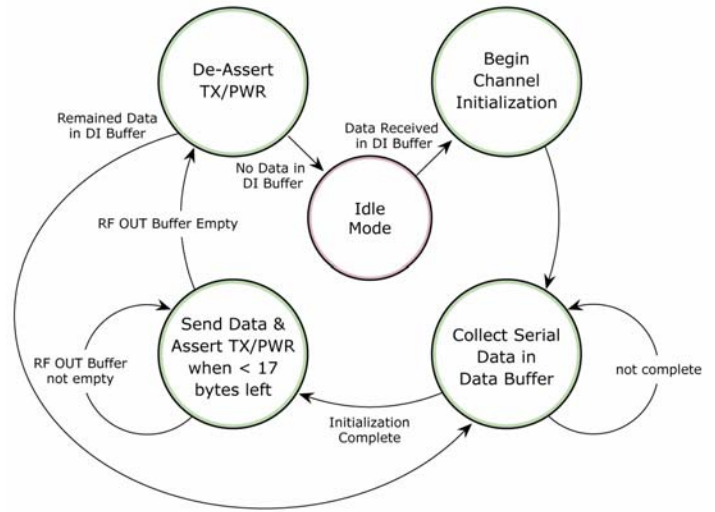 De-Assert
TX/PWR
Begin
Channel
Initialization
Remained Data
in DI Buffer
Data Received
in DI Buffer
No Data in
DI Buffer
Idle
Mode
RF OUT Buffer Empty
Send Data &
Assert TX/PWR
when < 17
bytes left
Collect Serial
Data in
Data Buffer
RF OUT Buffer
not empty
not complete
Initialization
Complete